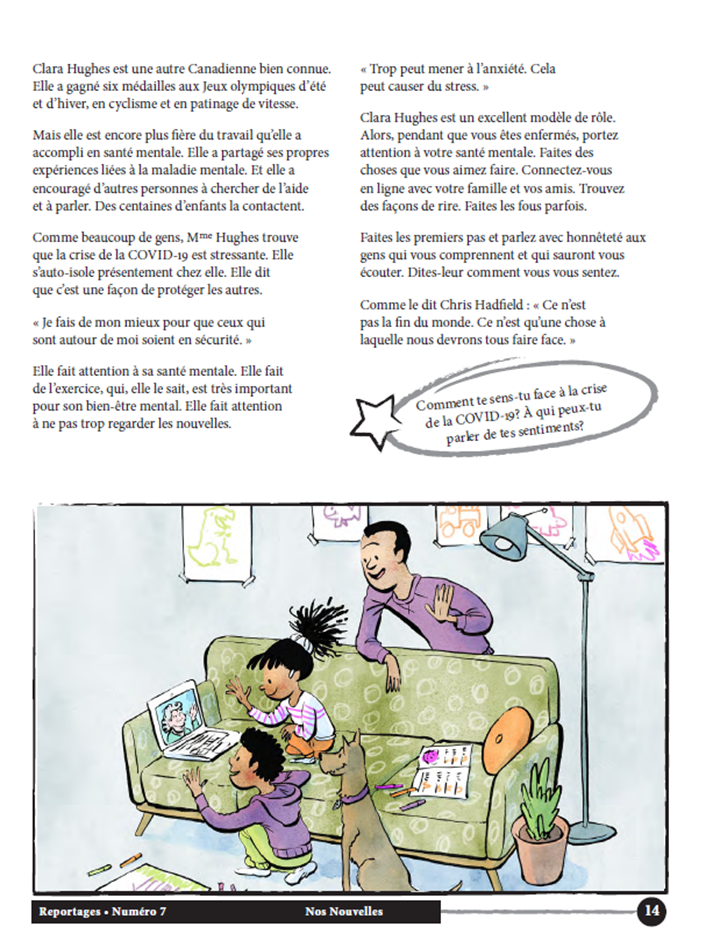 Clara Hughes est une autre Canadienne bien connue.
Elle a gagné six médailles aux Jeux olympiques d'été
et d'hiver, en cyclisme et en patinage de vitesse.
Mais elle est encore plus fière du travail qu'elle a
accompli en santé mentale. Elle a partagé ses propres
expériences liées à la maladie mentale. Et elle a
encouragé d'autres personnes à chercher de l'aide
et à parler. Des centaines d'enfants la contactent.
Comme beaucoup de gens, Mme Hughes trouve
que la crise de la COVID-19 est stressante. Elle
s'auto-isole présentement chez elle. Elle dit
que c'est une façon de protéger les autres.
« Je fais de mon mieux pour que ceux qui
sont autour de moi soient en sécurité. »
Elle fait attention à sa santé mentale. Elle fait
de l'exercice, qui, elle le sait, est très important
pour son bien-être mental. Elle fait attention
à ne pas trop regarder les nouvelles.
« Trop peut mener à l'anxiété. Cela
peut causer du stress. »
Clara Hughes est un excellent modèle de rôle.
Alors, pendant que vous êtes enfermés, portez
attention à votre santé mentale. Faites des
choses que vous aimez faire. Connectez-vous
en ligne avec votre famille et vos amis. Trouvez
des façons de rire. Faites les fous parfois.
Faites les premiers pas et parlez avec honnêteté aux
gens qui vous comprennent et qui sauront vous
écouter. Dites-leur comment vous vous sentez.
Comme le dit Chris Hadfield : « Ce n'est
pas la fin du monde. Ce n'est qu'une chose à
laquelle nous devrons tous faire face. »
Comment te sens-tu face à la crise
de la COVID-19? À qui peux-tu
parler de tes sentiments?
Reportages • Numéro 7
Nos Nouvelles
14